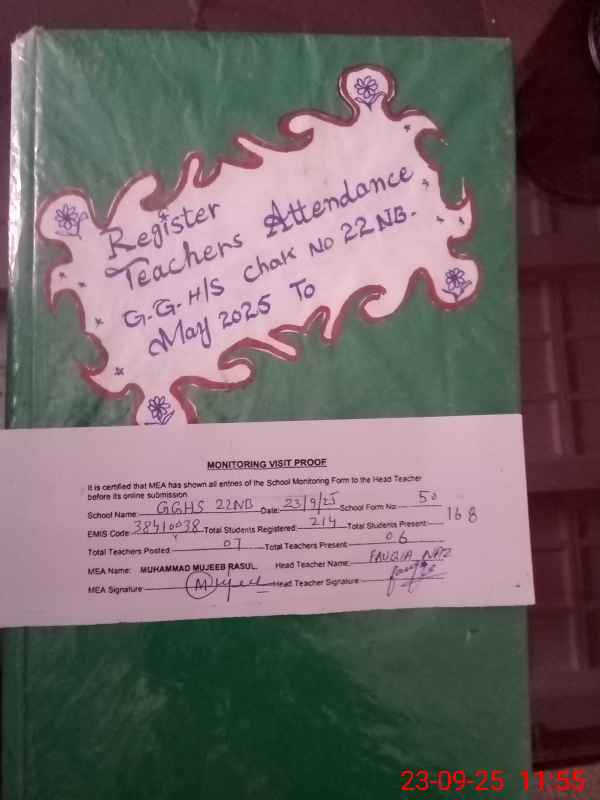 Register
Teachers Attendance
G.G.H/S Chak No 22NB.
May 2025 To
MONITORING VISIT PROOF
It is certified that MEA has shown all entries of the School Monitoring Form to the Head Teacher
before its online submission
School Name: GGHS 22NB Date: 23/9/25 School Form No: 50
EMIS Code: 38410038 Total Students Registered: 214 Total Students Present: 168
Total Teachers Posted: 07 Total Teachers Present: 06
MEA Name: MUHAMMAD MUJEEB RASUL Head Teacher Name: FAUQIA NAZ
MEA Signature Mujeeb Head Teacher Signature
23-09-25 11:55